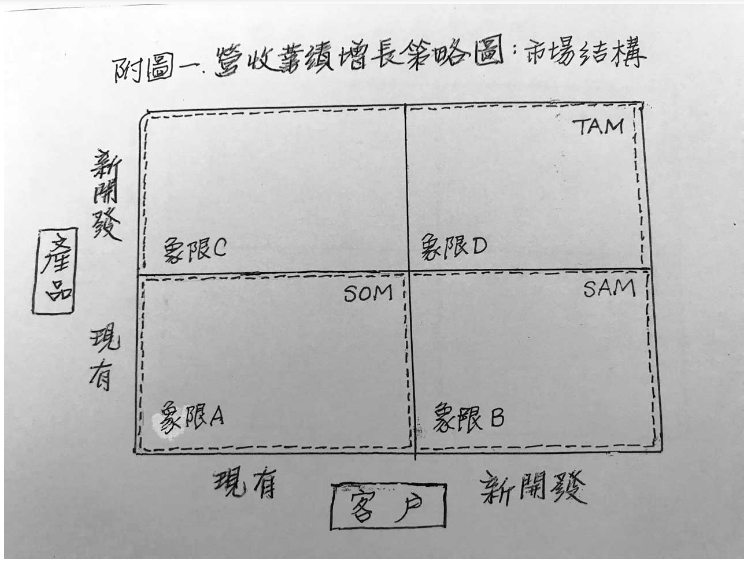 附圖一.營收業績增長策略圖:市場結構
TAM
新開發
象限C
象限D
產品
SOM
SAM
現有
象限A
象限B
現有
新開發
客戶